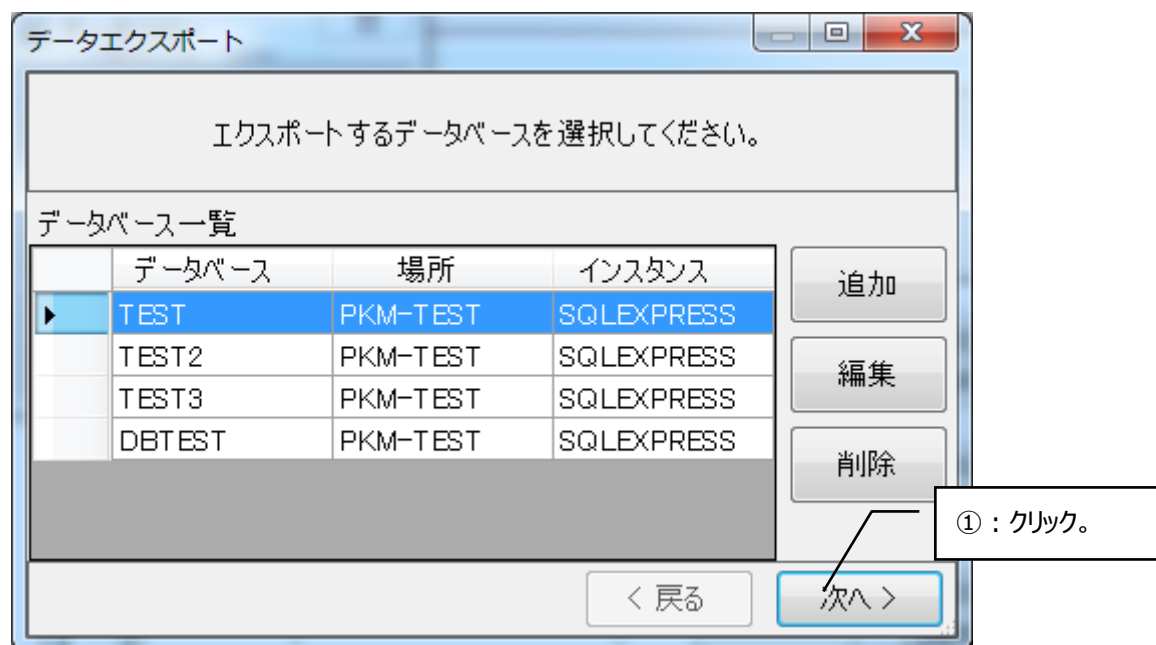 データエクスポート
エクスポートするデータベースを選択してください。
データベース一覧
データベース 場所 インスタンス
TEST PKM-TEST SQLEXPRESS
TEST2 PKM-TEST SQLEXPRESS
TEST3 PKM-TEST SQLEXPRESS
DBTEST PKM-TEST SQLEXPRESS
追加
編集
削除
①：クリック。
< 戻る
次へ >